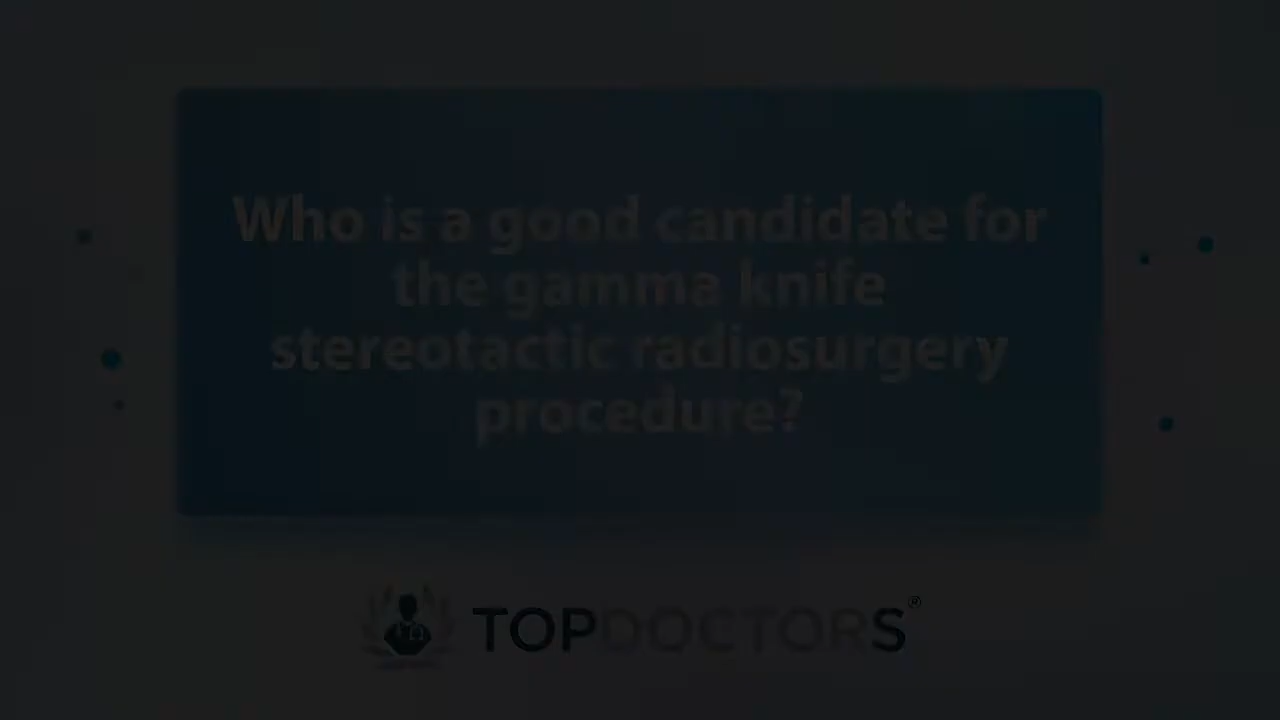 Who is a good candidate for
the gamma knife
stereotactic radiosurgery
procedure?
TOPDOCTORS®